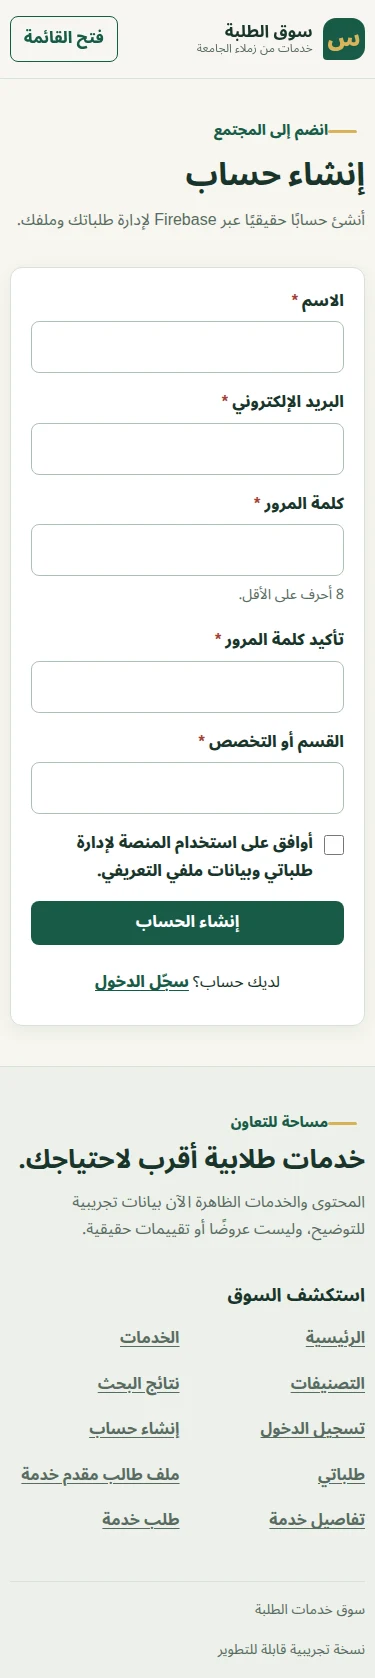 س
سوق الطلبة
خدمات من زملاء الجامعة
فتح القائمة
انضم إلى المجتمع
إنشاء حساب
أنشئ حسابًا حقيقيًا عبر Firebase لإدارة طلباتك وملفك.
الاسم *
البريد الإلكتروني *
كلمة المرور *
8 أحرف على الأقل.
تأكيد كلمة المرور *
القسم أو التخصص *
أوافق على استخدام المنصة لإدارة
طلباتي وبيانات ملفي التعريفي.
إنشاء الحساب
لديك حساب؟ سجّل الدخول
مساحة للتعاون
خدمات طلابية أقرب لاحتياجك.
المحتوى والخدمات الظاهرة الآن بيانات تجريبية
للتوضيح، وليست عروضًا أو تقييمات حقيقية.
استكشف السوق
الرئيسية
الخدمات
التصنيفات
نتائج البحث
تسجيل الدخول
إنشاء حساب
طلباتي
ملف طالب مقدم خدمة
تفاصيل خدمة
طلب خدمة
سوق خدمات الطلبة
نسخة تجريبية قابلة للتطوير